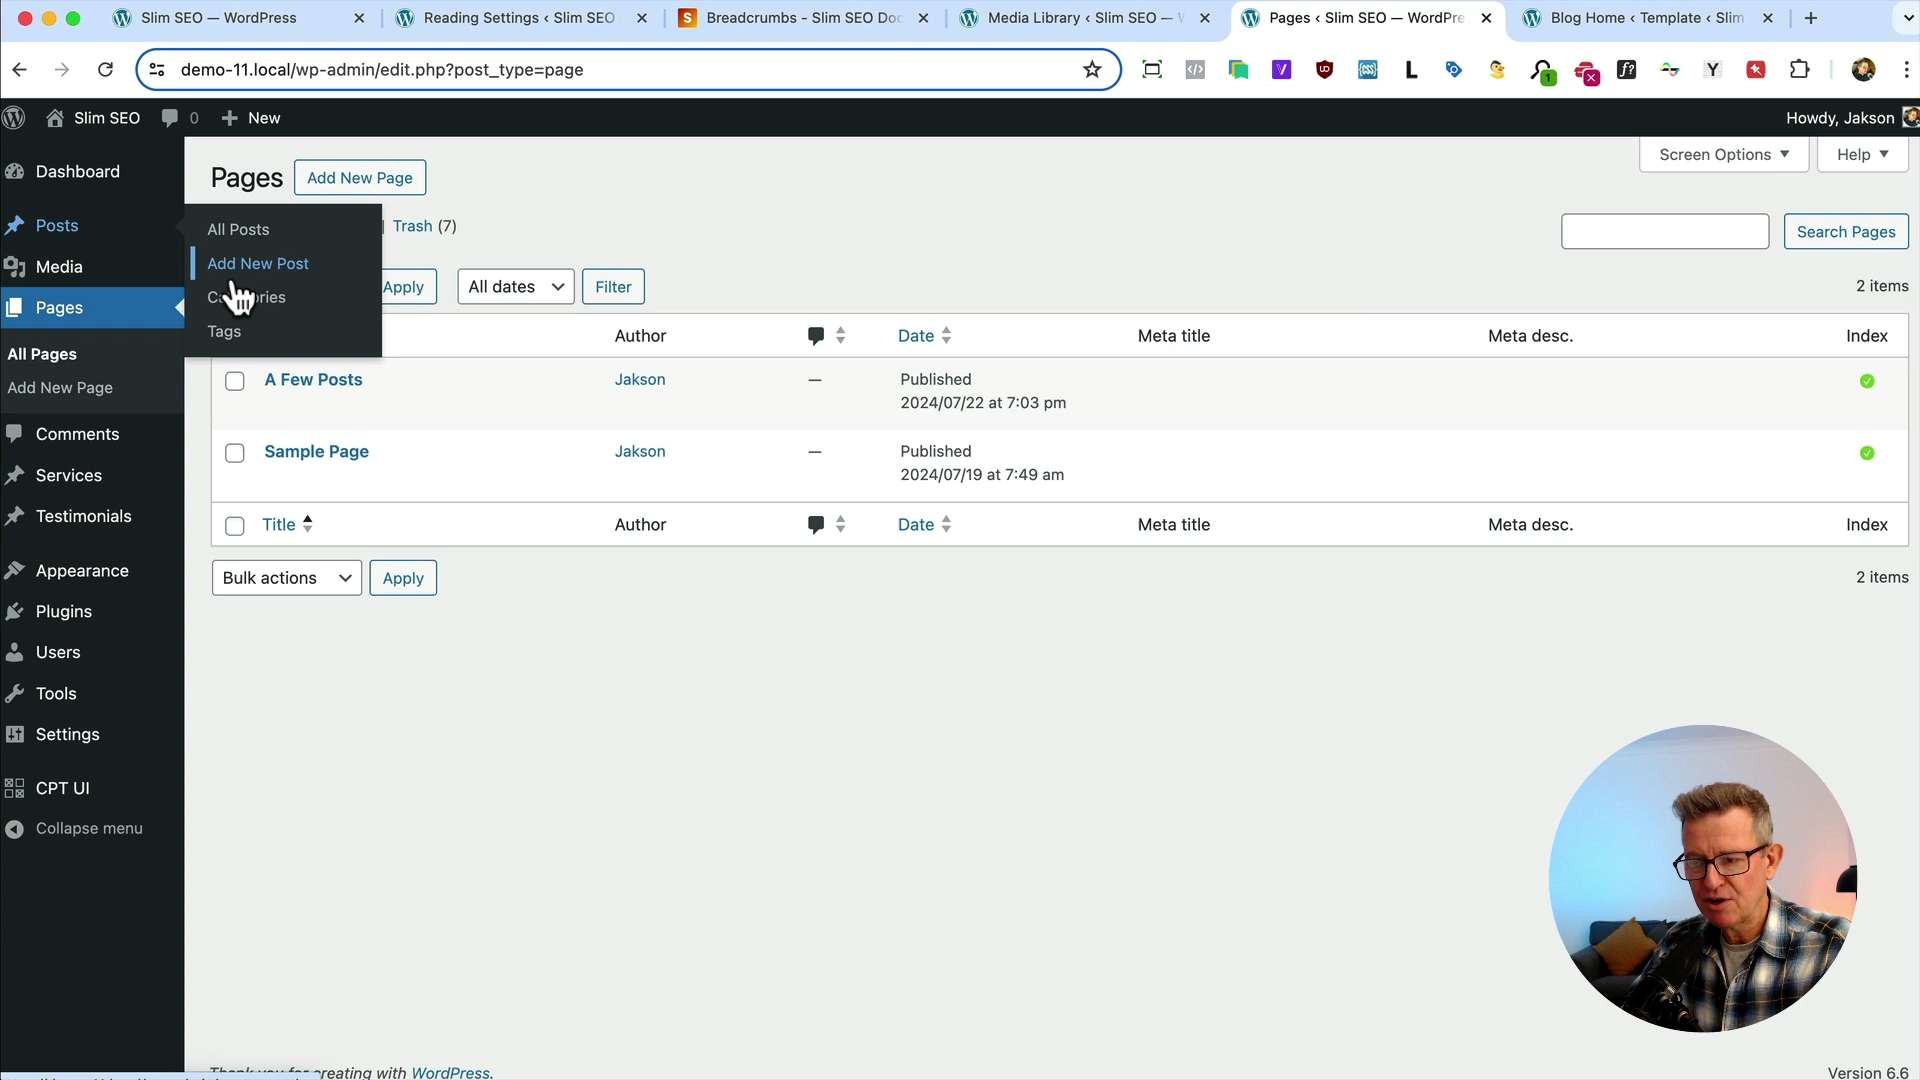 Slim SEO — WordPress
Reading Settings ‹ Slim SEO
Breadcrumbs - Slim SEO Doc
Media Library ‹ Slim SEO —
Pages ‹ Slim SEO — WordPre
Blog Home ‹ Template ‹ Slim
demo-11.local/wp-admin/edit.php?post_type=page
Slim SEO 0 New
Howdy, Jakson
Screen Options Help
Dashboard
Posts
Media
Pages
All Pages
Add New Page
Comments
Services
Testimonials
Appearance
Plugins
Users
Tools
Settings
CPT UI
Collapse menu
Pages Add New Page
All Posts
Add New Post
Tags
| Trash (7)
Search Pages
Apply All dates Filter 2 items
Author Date Meta title Meta desc. Index
A Few Posts Jakson — Published
2024/07/22 at 7:03 pm
Sample Page Jakson — Published
2024/07/19 at 7:49 am
Title Author Date Meta title Meta desc. Index
Bulk actions Apply 2 items
creating with WordPress.
Version 6.6